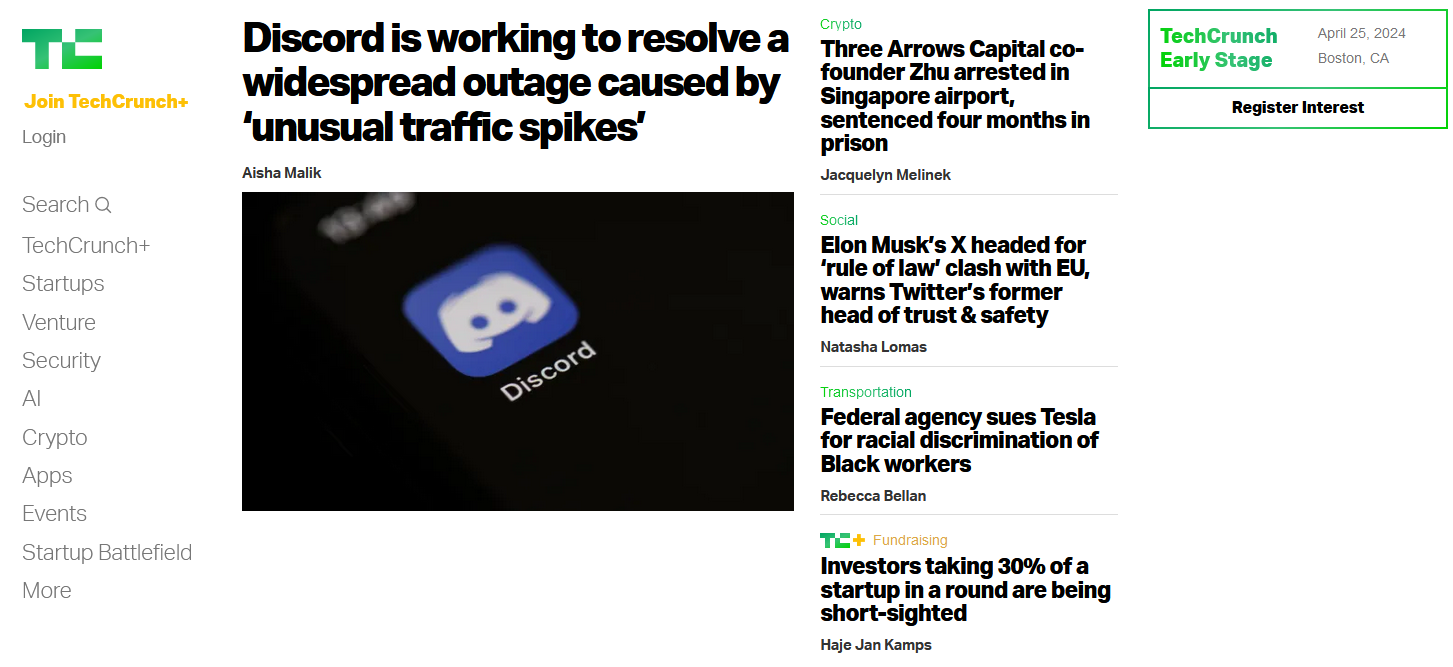 TC
Join TechCrunch+
Login
Search
TechCrunch+
Startups
Venture
Security
AI
Crypto
Apps
Events
Startup Battlefield
More
Discord is working to resolve a
widespread outage caused by
‘unusual traffic spikes’
Aisha Malik
Discord
Crypto
Three Arrows Capital co-
founder Zhu arrested in
Singapore airport,
sentenced four months in
prison
Jacquelyn Melinek
Social
Elon Musk’s X headed for
‘rule of law’ clash with EU,
warns Twitter’s former
head of trust & safety
Natasha Lomas
Transportation
Federal agency sues Tesla
for racial discrimination of
Black workers
Rebecca Bellan
TC+ Fundraising
Investors taking 30% of a
startup in a round are being
short-sighted
Haje Jan Kamps
TechCrunch
Early Stage
April 25, 2024
Boston, CA
Register Interest